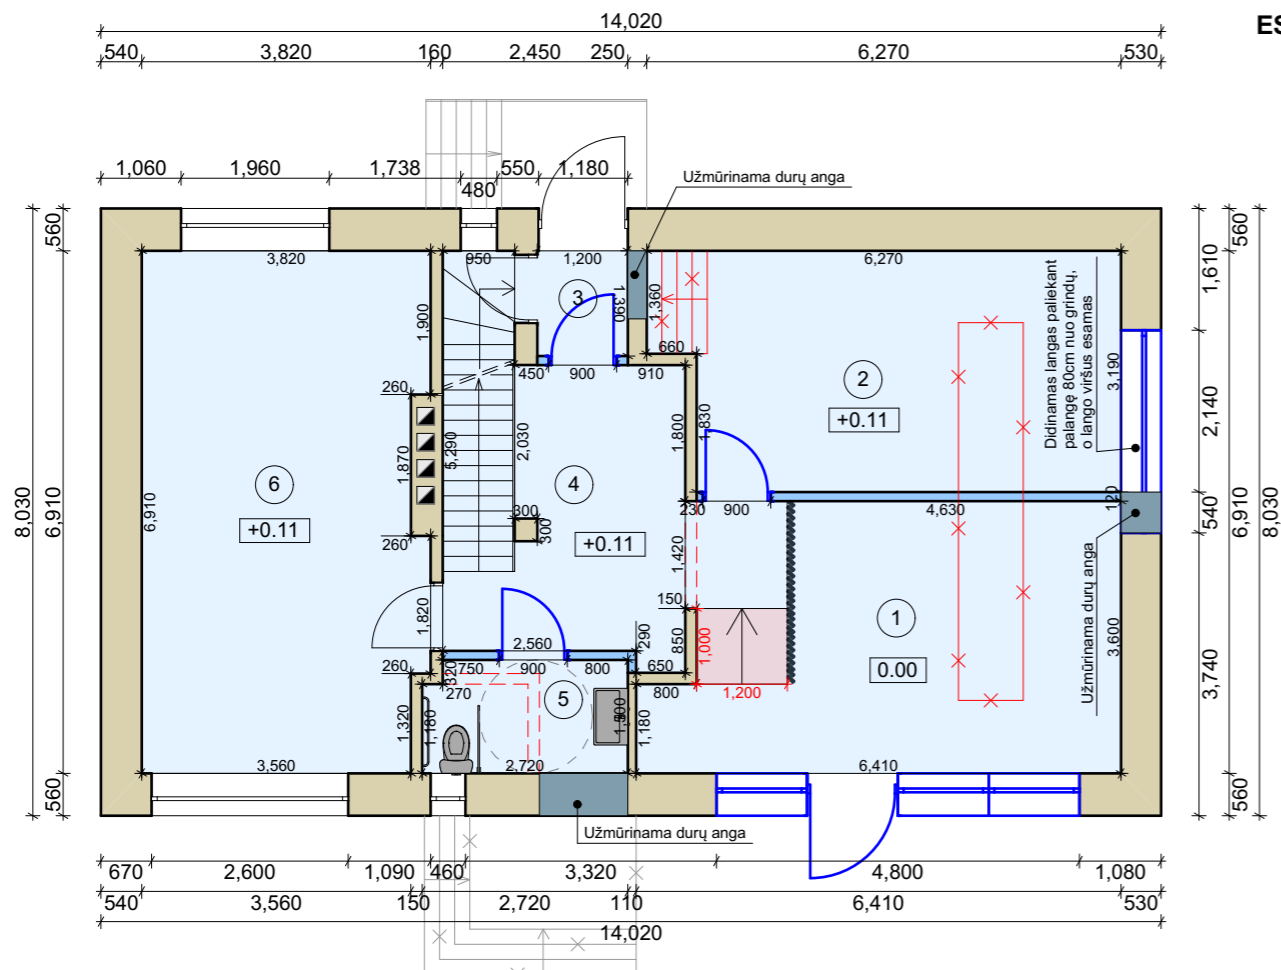 14,020
ES
540 3,820 160 2,450 250 6,270 530
1,060 1,960 1,738 550 1,180
480
Užmūrinama durų anga
560 560
3,820 950 1,200 6,270
1,610
1,900 3 1,390 1,360
Didinamas langas paliekant
palangę 80cm nuo grindų,
o lango viršus esamas
660
450 900 910
260
2
+0.11
3,190
2,140
1,800 1,830
5,290 2,030
1,870
6
+0.11
4
+0.11
8,030 6,910 6,910
300
300
230 900 4,630 120
540 6,910 8,030
260
1,420
150
Užmūrinama durų anga
1
0.00
3,600
3,740
1,820
2,560 290
850 1,000
750 900 800 650
260 320
270
800 1,200
5
1,320 1,180 1,500 1,180
3,560 2,720 6,410
560 560
Užmūrinama durų anga
670 2,600 1,090 460 3,320 4,800 1,080
540 3,560 150 2,720 110 6,410 530
14,020